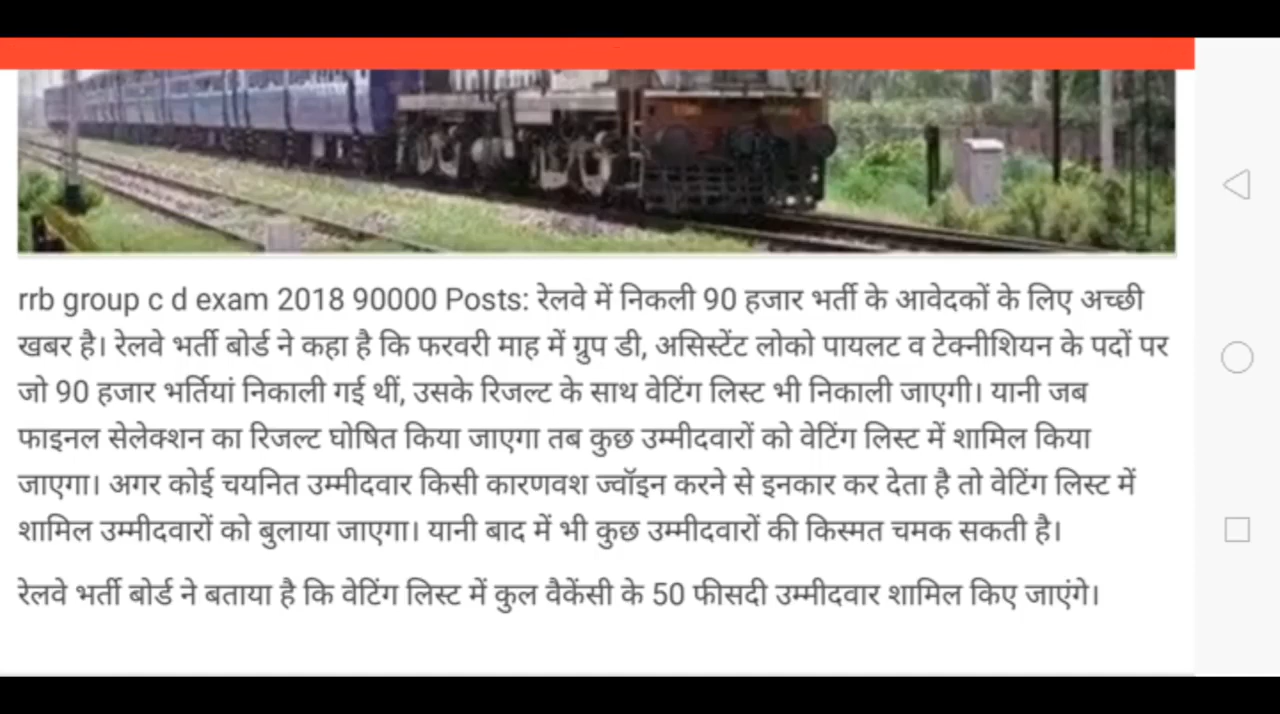 rrb group c d exam 2018 90000 Posts: रेलवे में निकली 90 हजार भर्ती के आवेदकों के लिए अच्छी
खबर है। रेलवे भर्ती बोर्ड ने कहा है कि फरवरी माह में ग्रुप डी, असिस्टेंट लोको पायलट व टेक्नीशियन के पदों पर
जो 90 हजार भर्तियां निकाली गई थीं, उसके रिजल्ट के साथ वेटिंग लिस्ट भी निकाली जाएगी। यानी जब
फाइनल सेलेक्शन का रिजल्ट घोषित किया जाएगा तब कुछ उम्मीदवारों को वेटिंग लिस्ट में शामिल किया
जाएगा। अगर कोई चयनित उम्मीदवार किसी कारणवश ज्वॉइन करने से इनकार कर देता है तो वेटिंग लिस्ट में
शामिल उम्मीदवारों को बुलाया जाएगा। यानी बाद में भी कुछ उम्मीदवारों की किस्मत चमक सकती है।
रेलवे भर्ती बोर्ड ने बताया है कि वेटिंग लिस्ट में कुल वैकेंसी के 50 फीसदी उम्मीदवार शामिल किए जाएंगे।